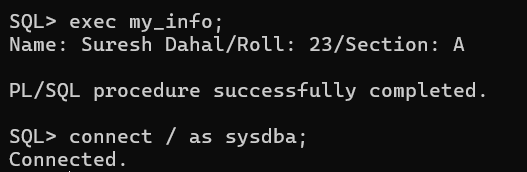 SQL> exec my_info;
Name: Suresh Dahal/Roll: 23/Section: A
PL/SQL procedure successfully completed.
SQL> connect / as sysdba;
Connected.